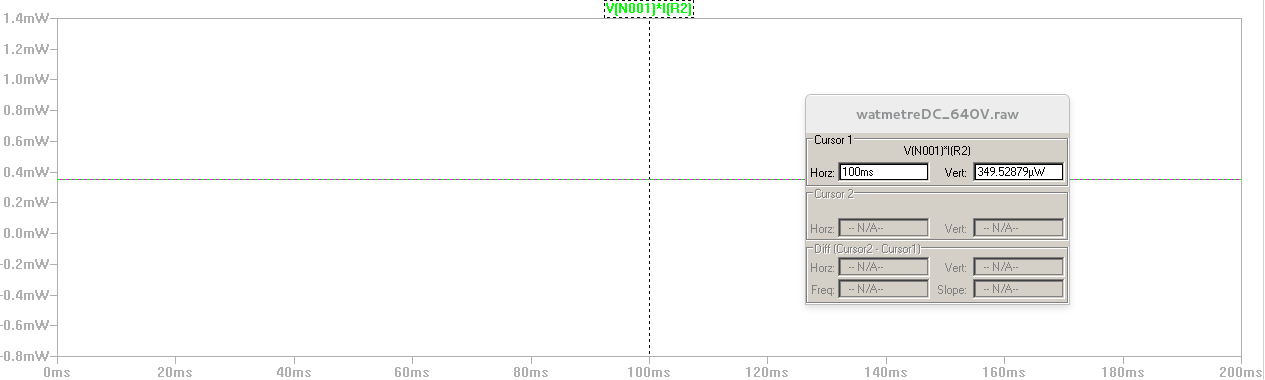 V(N001)*I(R2)
1.4mW
1.2mW
1.0mW
0.8mW
0.6mW
0.4mW
0.2mW
0.0mW
-0.2mW
-0.4mW
-0.6mW
-0.8mW
0ms 20ms 40ms 60ms 80ms 100ms 120ms 140ms 160ms 180ms 200ms
watmetreDC_640V.raw
Cursor 1
V(N001)*I(R2)
Horz: 100ms Vert: 349.52879µW
Cursor 2
Horz: -- N/A-- Vert: -- N/A--
Diff (Cursor2 - Cursor1)
Horz: -- N/A-- Vert: -- N/A--
Freq: -- N/A-- Slope: -- N/A--